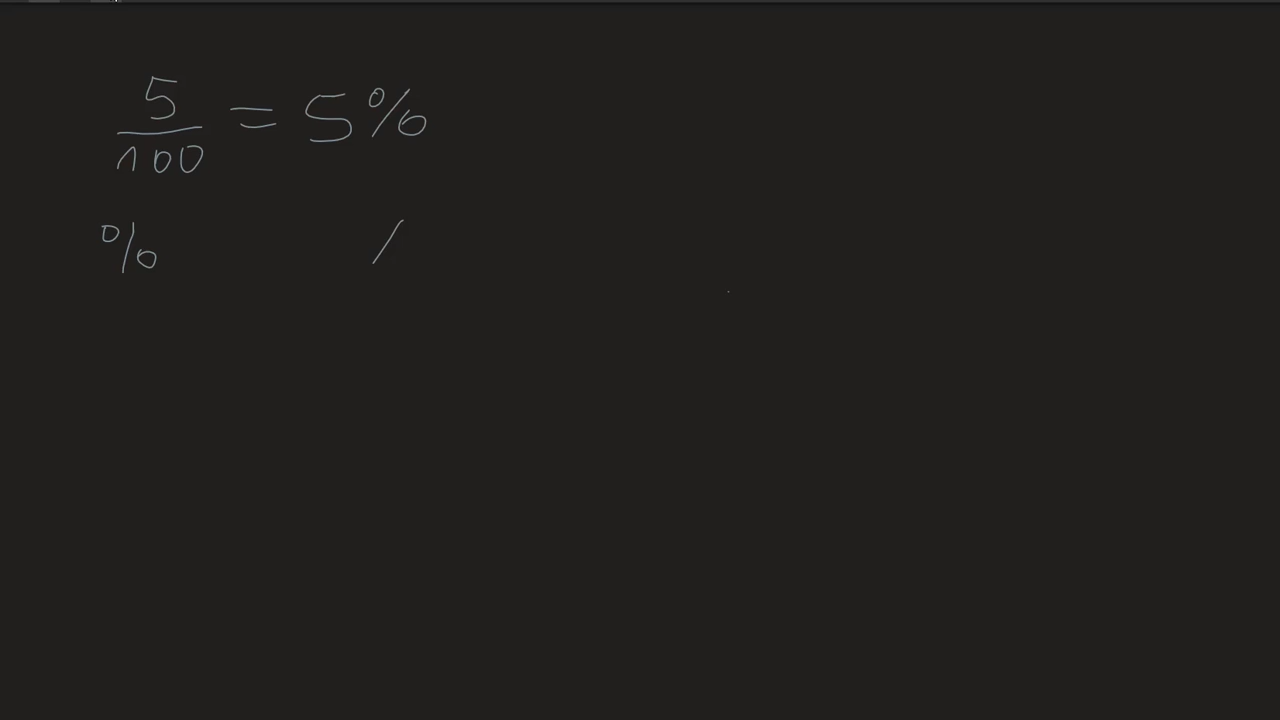 5/100 = 5%
% /